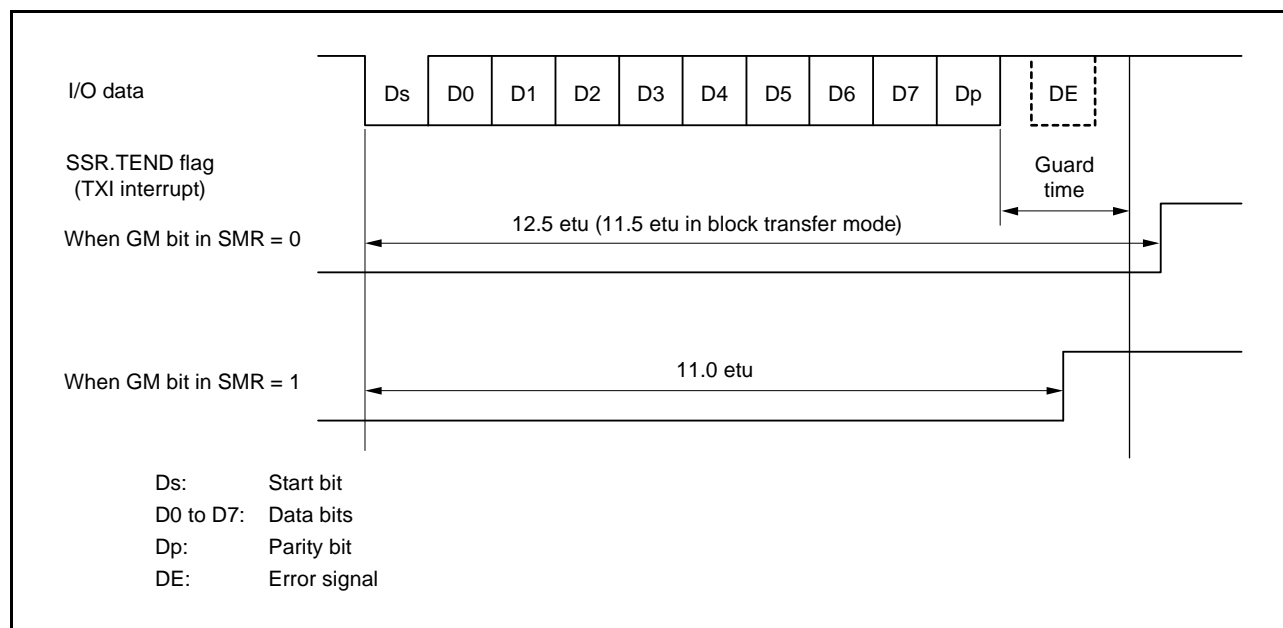 I/O data
Ds D0 D1 D2 D3 D4 D5 D6 D7 Dp DE
SSR.TEND flag
(TXI interrupt)
Guard
time
When GM bit in SMR = 0
12.5 etu (11.5 etu in block transfer mode)
When GM bit in SMR = 1
11.0 etu
Ds: Start bit
D0 to D7: Data bits
Dp: Parity bit
DE: Error signal